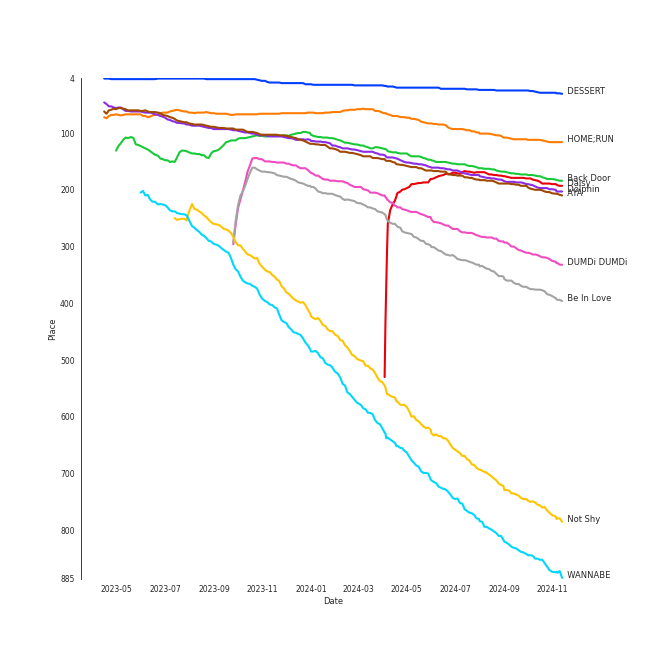 4
DESSERT
100
HOME;RUN
Back Door
Daisy
Dolphin
ATA
200
DUMDi DUMDi
300
Be In Love
Place
400
500
600
700
Not Shy
800
885
WANNABE
2023-05 2023-07 2023-09 2023-11 2024-01 2024-03 2024-05 2024-07 2024-09 2024-11
Date